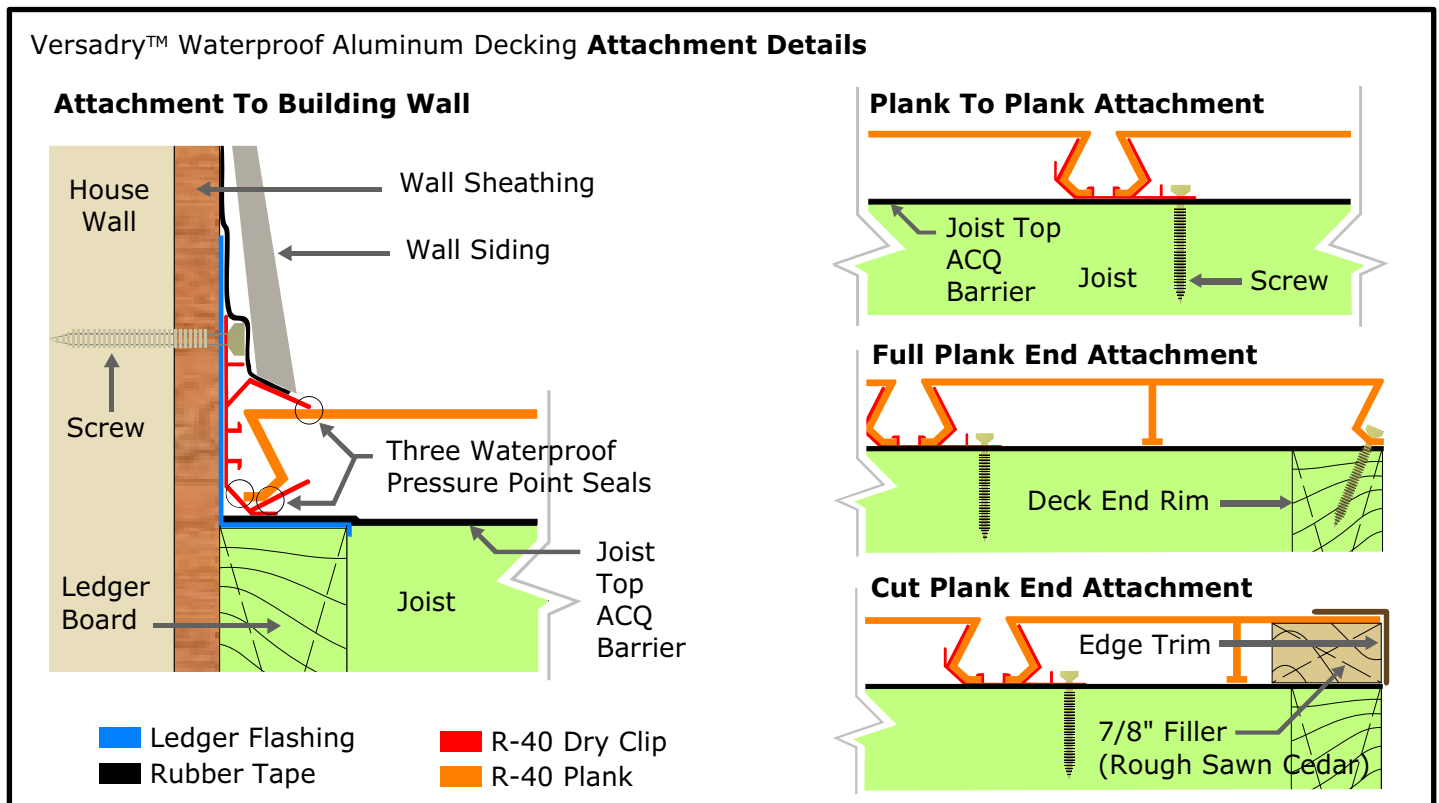 Versadry™ Waterproof Aluminum Decking Attachment Details
Attachment To Building Wall
House
Wall
Wall Sheathing
Wall Siding
Screw
Three Waterproof
Pressure Point Seals
Ledger
Board
Joist
Joist
Top
ACQ
Barrier
Ledger Flashing
Rubber Tape
R-40 Dry Clip
R-40 Plank
Plank To Plank Attachment
Joist Top
ACQ
Barrier
Joist
Screw
Full Plank End Attachment
Deck End Rim
Cut Plank End Attachment
Edge Trim
7/8" Filler
(Rough Sawn Cedar)